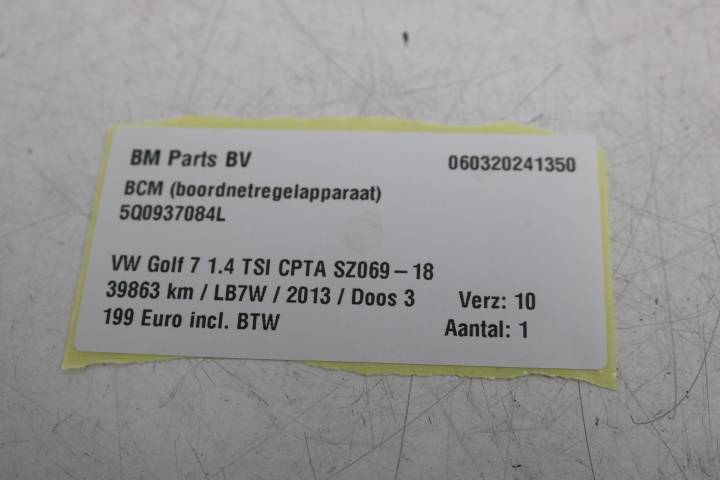 BM Parts BV 060320241350
BCM (boordnetregelapparaat)
5Q0937084L
VW Golf 7 1.4 TSI CPTA SZ069-18
39863 km / LB7W / 2013 / Doos 3 Verz: 10
199 Euro incl. BTW Aantal: 1